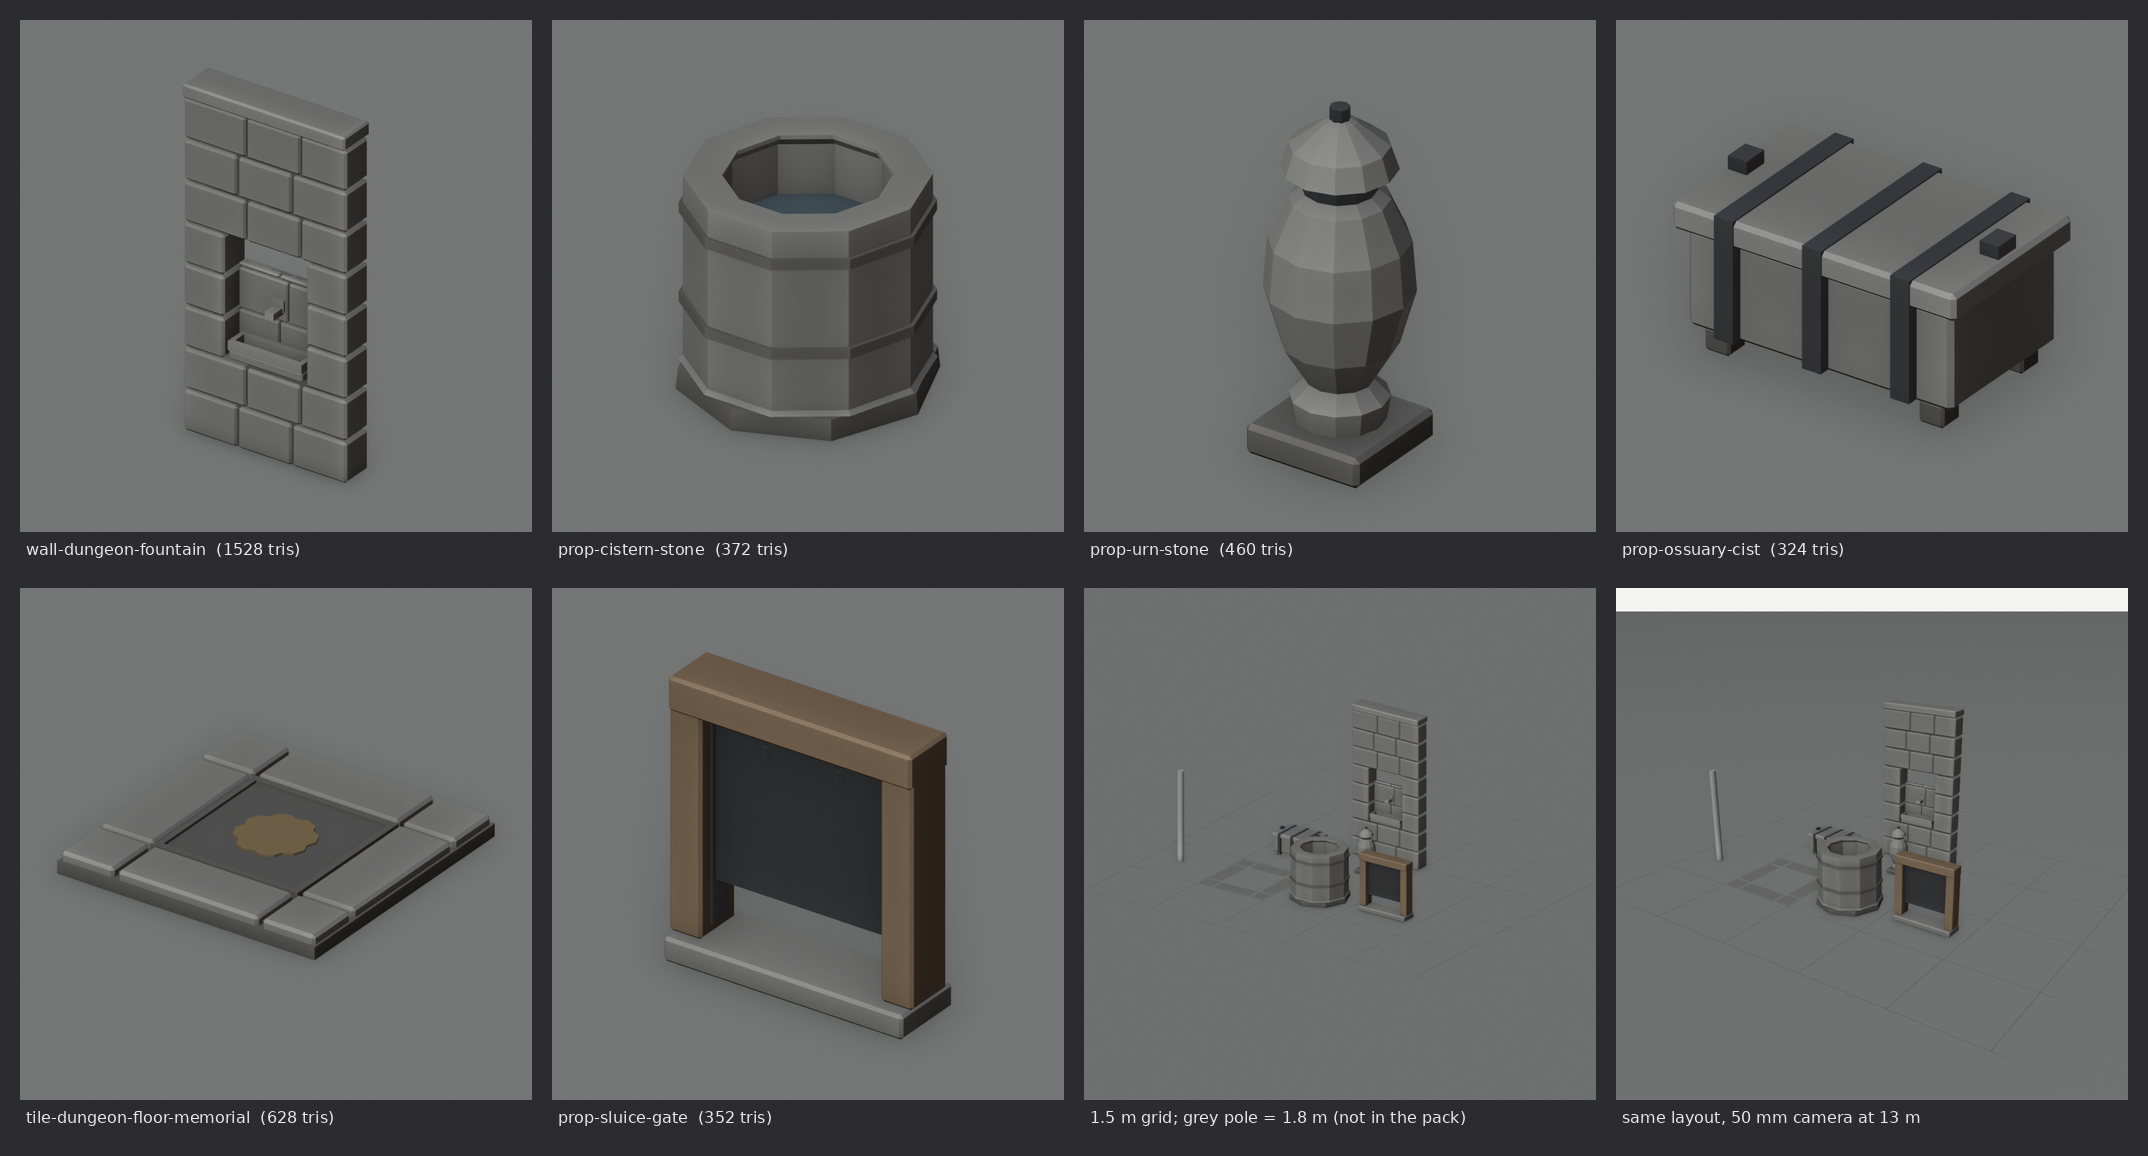 wall-dungeon-fountain (1528 tris)
prop-cistern-stone (372 tris)
prop-urn-stone (460 tris)
prop-ossuary-cist (324 tris)
tile-dungeon-floor-memorial (628 tris)
prop-sluice-gate (352 tris)
1.5 m grid; grey pole = 1.8 m (not in the pack)
same layout, 50 mm camera at 13 m